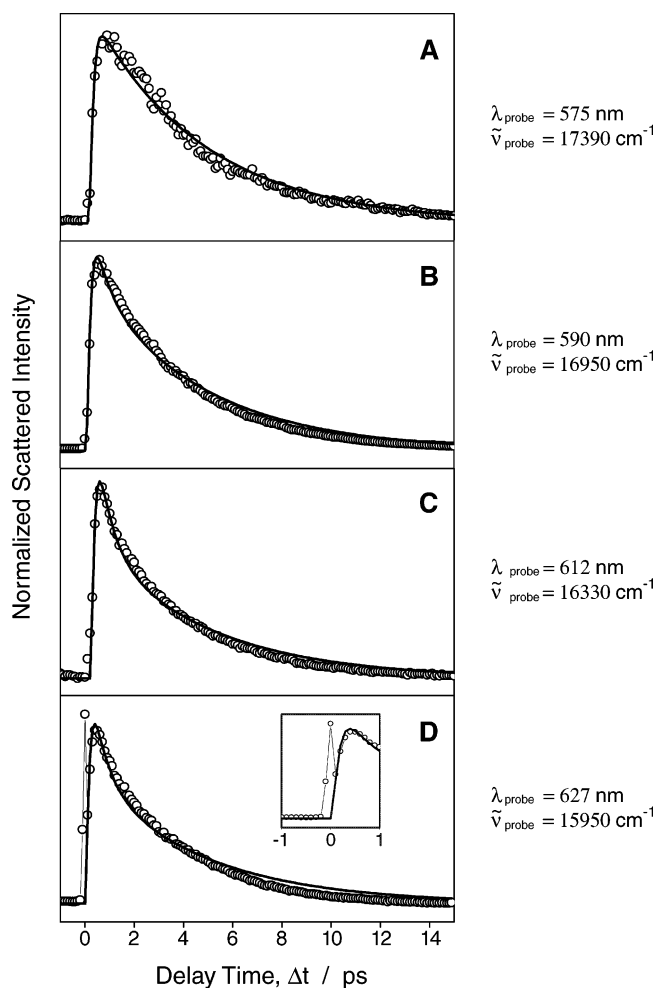 A
λ probe = 575 nm
ν̃ probe = 17390 cm-1
B
λ probe = 590 nm
ν̃ probe = 16950 cm-1
C
λ probe = 612 nm
ν̃ probe = 16330 cm-1
D
-1 0 1
λ probe = 627 nm
ν̃ probe = 15950 cm-1
Normalized Scattered Intensity
0 2 4 6 8 10 12 14
Delay Time, Δt / ps